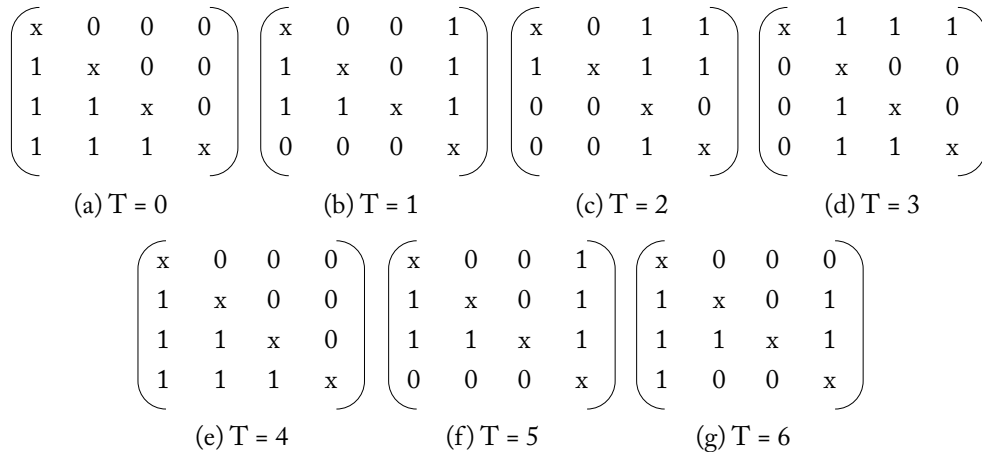 x 0 0 0 x 0 0 1 x 0 1 1 x 1 1 1
1 x 0 0 1 x 0 1 1 x 1 1 0 x 0 0
1 1 x 0 1 1 x 1 0 0 x 0 0 1 x 0
1 1 1 x 0 0 0 x 0 0 1 x 0 1 1 x
(a) T = 0 (b) T = 1 (c) T = 2 (d) T = 3
x 0 0 0 x 0 0 1 x 0 0 0
1 x 0 0 1 x 0 1 1 x 0 1
1 1 x 0 1 1 x 1 1 1 x 1
1 1 1 x 0 0 0 x 1 0 0 x
(e) T = 4 (f) T = 5 (g) T = 6